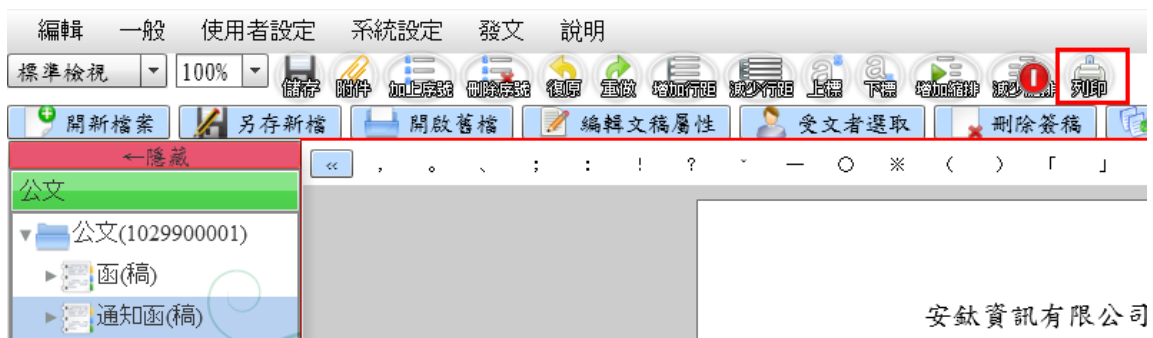 編輯 一般 使用者設定 系統設定 發文 說明
標準檢視 100% 儲存 附件 加上序號 刪除序號 復原 重做 增加行距 減少行距 上標 下標 增加縮排 減少 1 排 列印
開新檔案 另存新檔 開啟舊檔 編輯文稿屬性 受文者選取 刪除簽稿
←隱藏
« , 。 、 ; : ! ? ˇ — ○ ※ ( ) 「 」
公文
公文(1029900001)
函(稿)
通知函(稿)
安鈦資訊有限公司